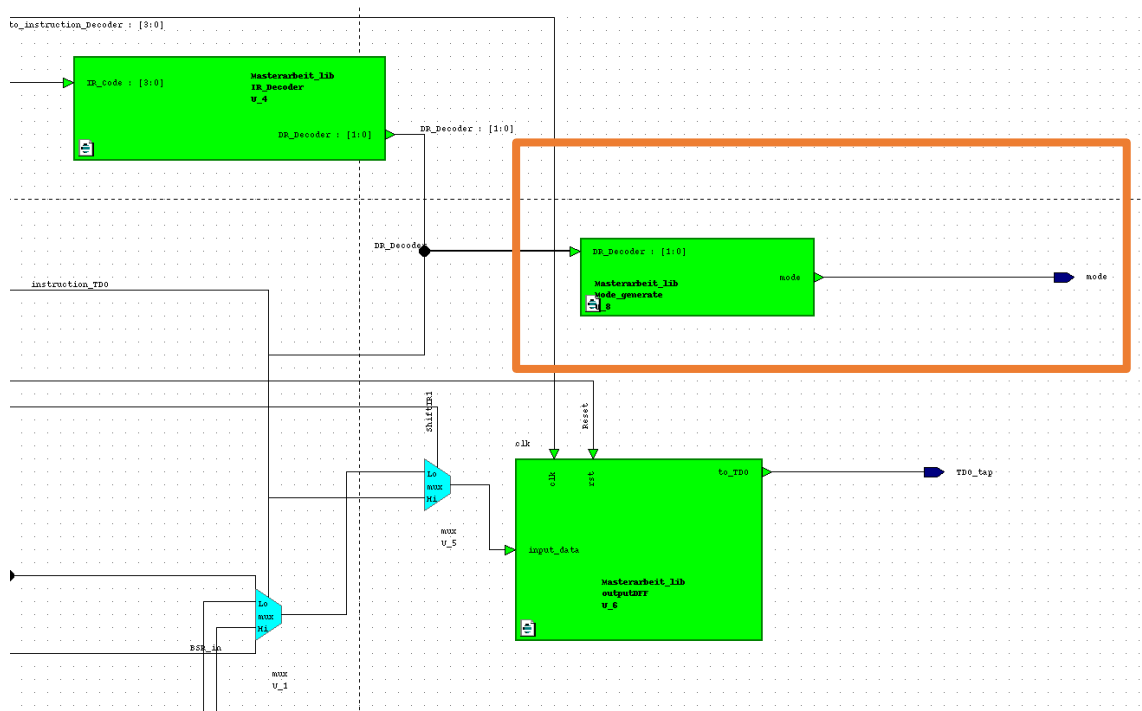 to_instruction_Decoder : [3:0]
IR_Code : [3:0]
Masterarbeit_lib
IR_Decoder
U_4
DR_Decoder : [1:0]
DR_Decoder : [1:0]
DR_Decoder
DR_Decoder : [1:0]
mode
Masterarbeit_lib
Mode_generate
U_8
mode
instruction_TDO
ShiftIR1
Reset
clk
clk
rst
to_TDO
TDO_tap
Lo
mux
Hi
mux
U_5
input_data
Masterarbeit_lib
outputDFF
U_6
Lo
mux
Hi
BSR_in
mux
U_1